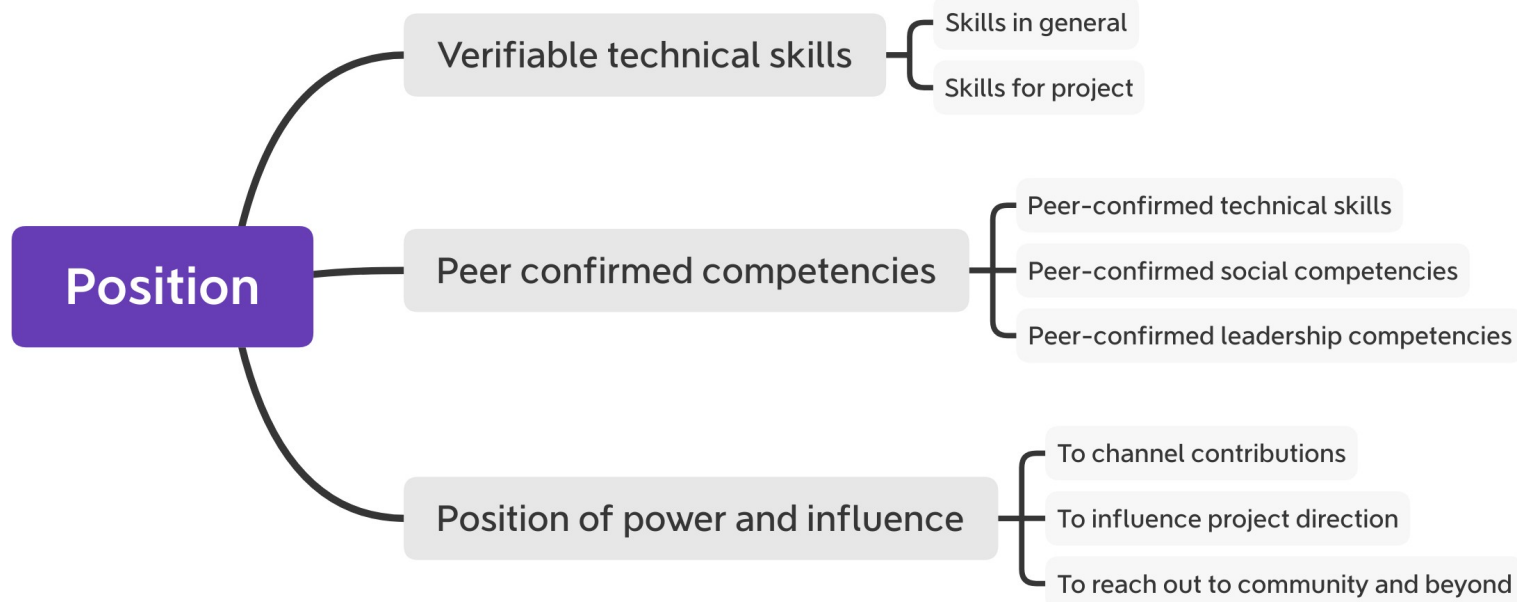 Position
Verifiable technical skills
Skills in general
Skills for project
Peer confirmed competencies
Peer-confirmed technical skills
Peer-confirmed social competencies
Peer-confirmed leadership competencies
Position of power and influence
To channel contributions
To influence project direction
To reach out to community and beyond